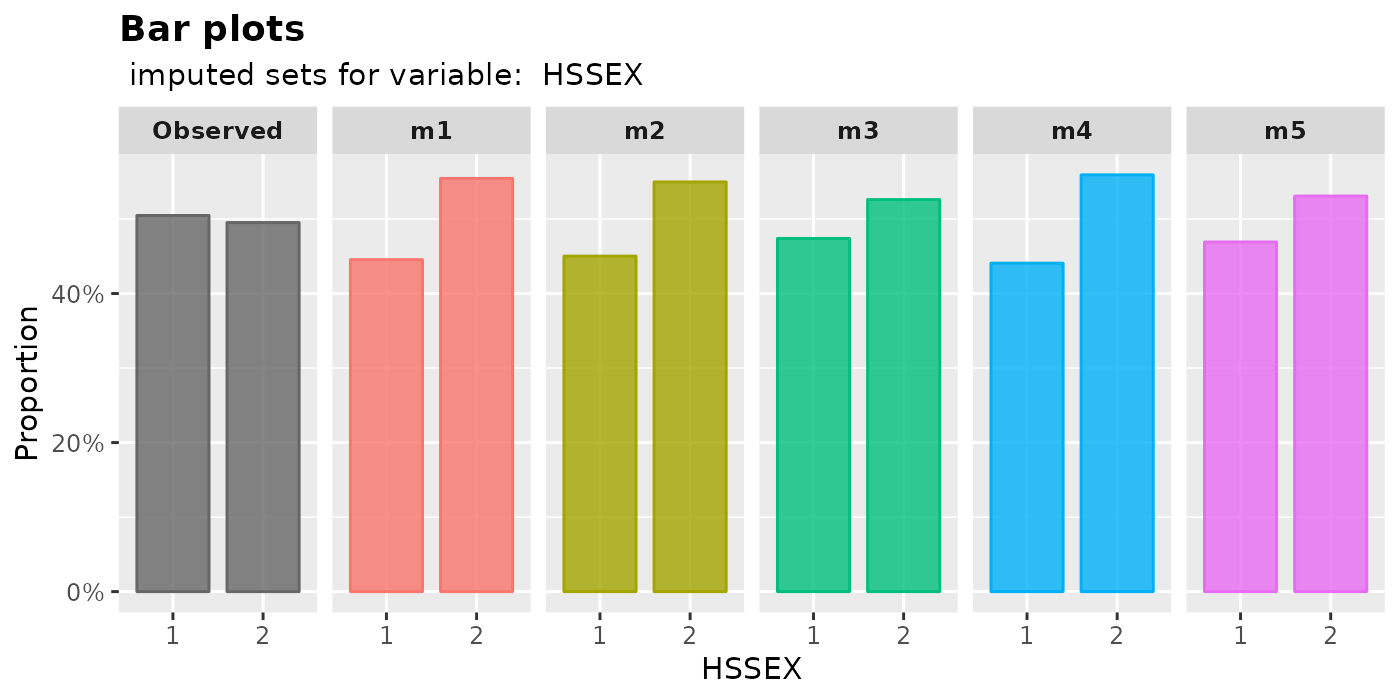 Bar plots
imputed sets for variable:  HSSEX
Observed m1 m2 m3 m4 m5
40%
20%
0%
Proportion
1 2 1 2 1 2 1 2 1 2 1 2
HSSEX